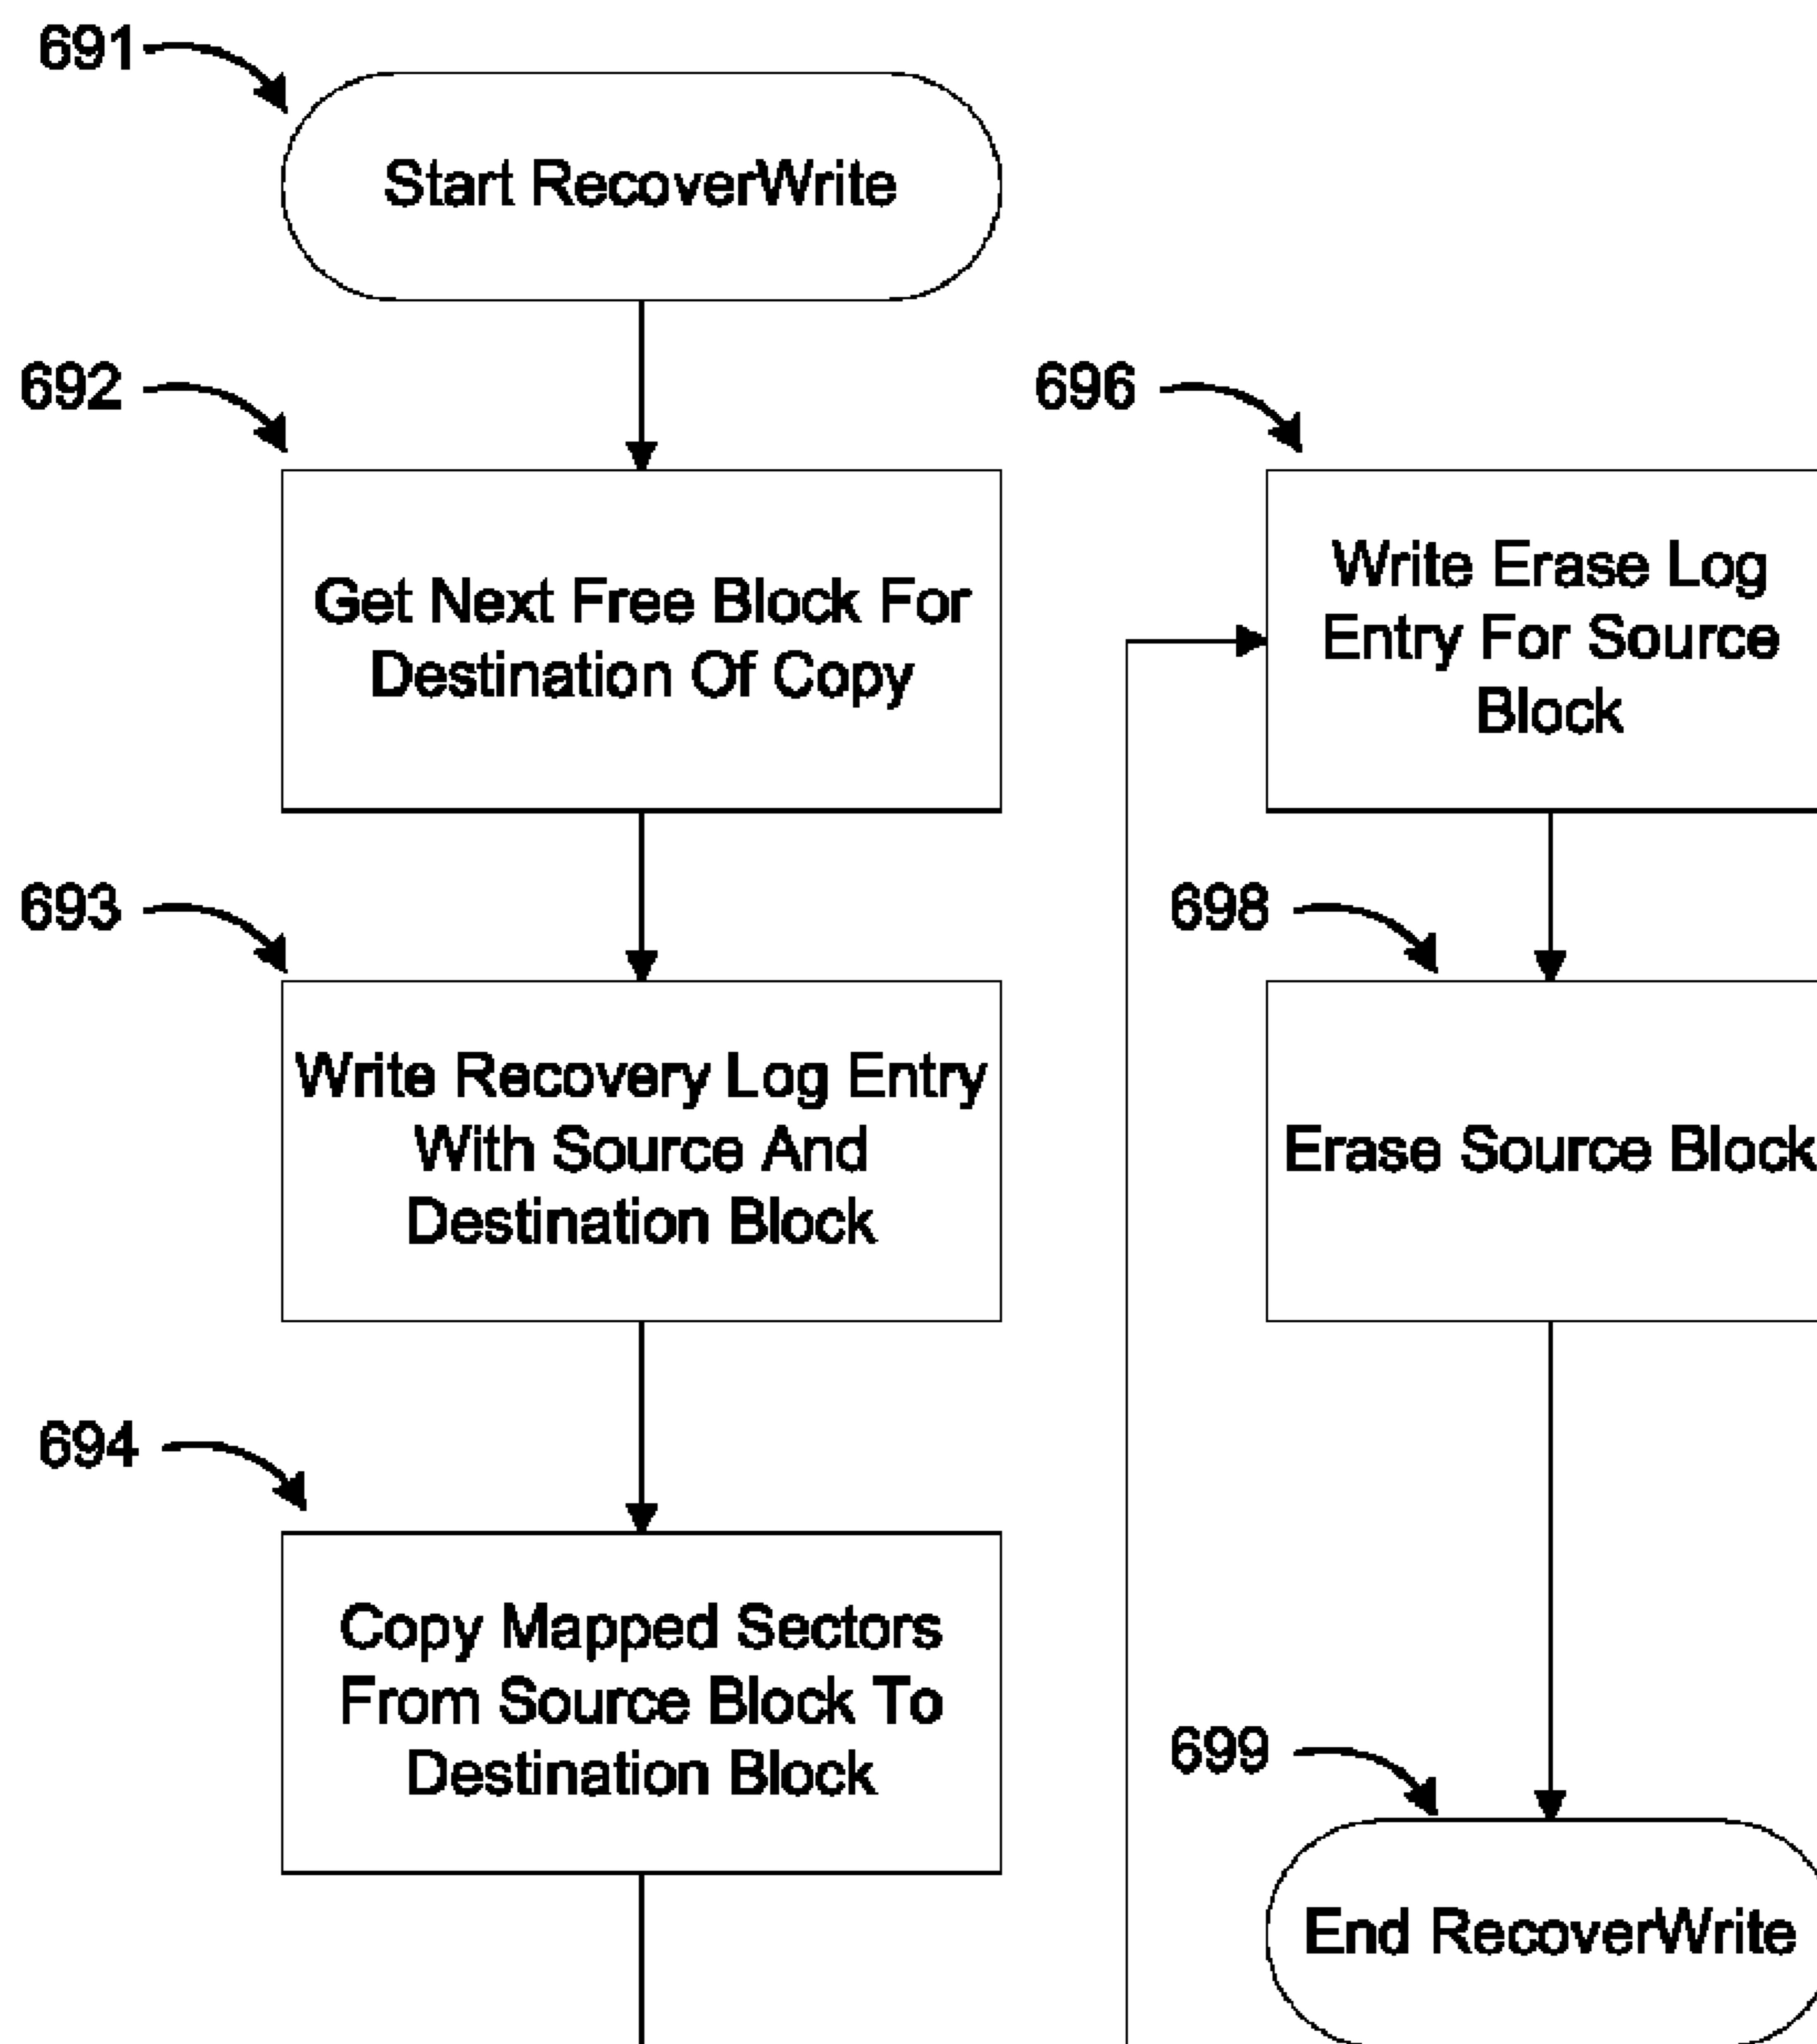 691
Start RecoverWrite
692
Get Next Free Block For
Destination Of Copy
693
Write Recovery Log Entry
With Source And
Destination Block
694
Copy Mapped Sectors
From Source Block To
Destination Block
696
Write Erase Log
Entry For Source
Block
698
Erase Source Block
699
End RecoverWrite